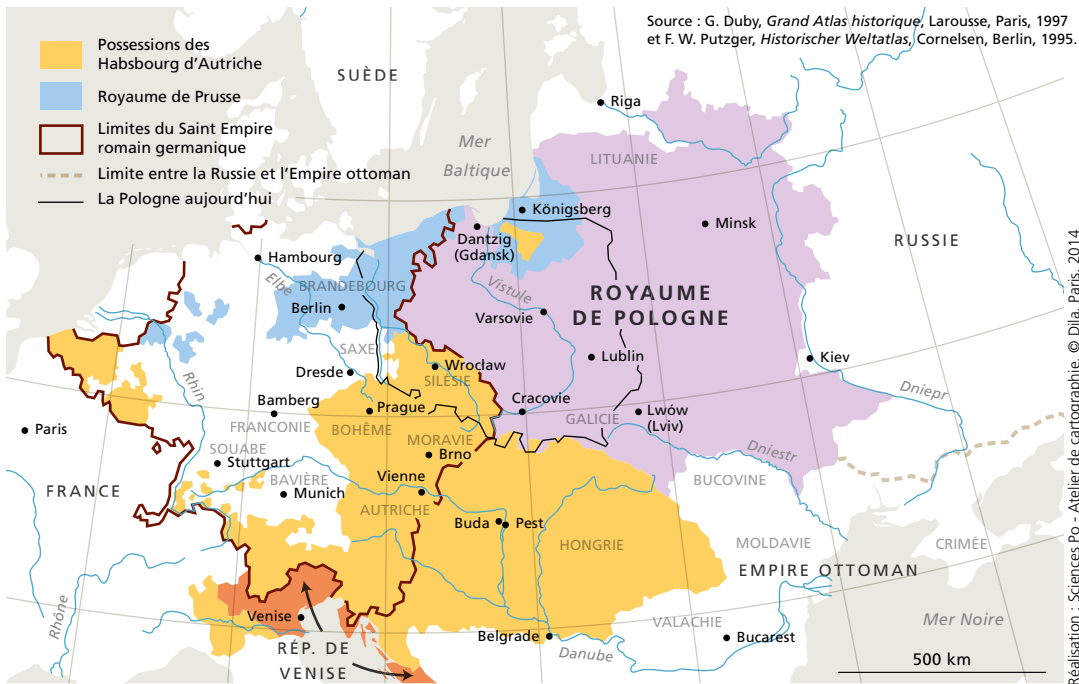 Source : G. Duby, Grand Atlas historique, Larousse, Paris, 1997
et F. W. Putzger, Historischer Weltatlas, Cornelsen, Berlin, 1995.
Possessions des
Habsbourg d'Autriche
Royaume de Prusse
Limites du Saint Empire
romain germanique
Limite entre la Russie et l'Empire ottoman
La Pologne aujourd'hui
SUÈDE
Riga
Mer
Baltique
LITUANIE
Königsberg
Minsk
Dantzig
(Gdansk)
RUSSIE
Hambourg
Elbe
BRANDEBOURG
Berlin
Vistule
ROYAUME
DE POLOGNE
Varsovie
SAXE
Lublin
Kiev
Dresde
Wrocław
SILÉSIE
Rhin
Dniepr
Bamberg
Prague
Cracovie
Lwów
(Lviv)
GALICIE
FRANCONIE
BOHÊME
Paris
MORAVIE
Brno
Dniestr
SOUABE
Stuttgart
BAVIÈRE
Munich
Vienne
BUCOVINE
FRANCE
AUTRICHE
Buda
Pest
HONGRIE
MOLDAVIE
CRIMÉE
EMPIRE OTTOMAN
Rhône
Venise
VALACHIE
Mer Noire
Belgrade
Bucarest
RÉP. DE
VENISE
Danube
500 km
Réalisation : Sciences Po - Atelier de cartographie. © Dila, Paris, 2014